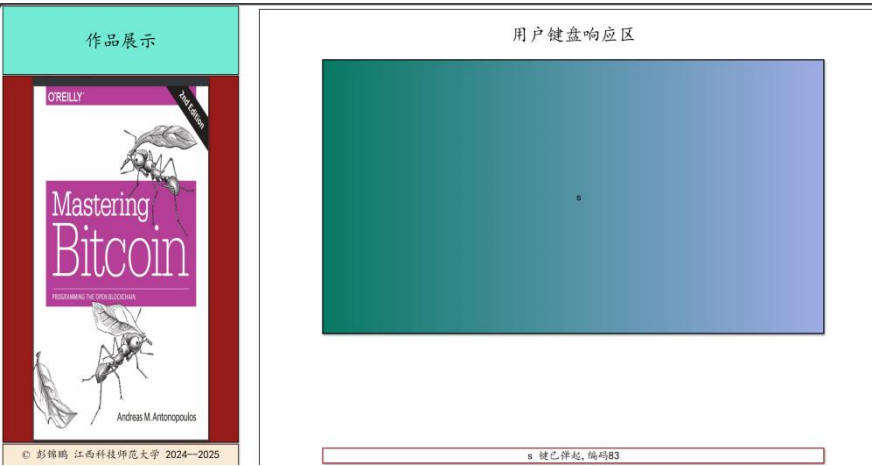 作品展示
O'REILLY®
2nd Edition
Mastering
Bitcoin
PROGRAMMING THE OPEN BLOCKCHAIN
Andreas M. Antonopoulos
© 彭锦鹏 江西科技师范大学 2024--2025
用户键盘响应区
s
s 键已弹起,编码83